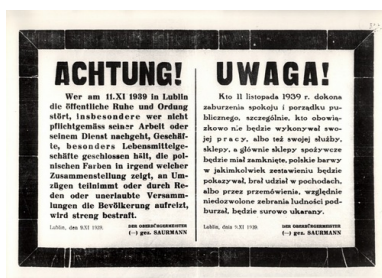 ACHTUNG!
Wer am 11.XI 1939 in Lublin
die öffentliche Ruhe und Ordnung
stört, insbesondere wer nicht
pflichtgemäss seiner Arbeit oder
seinem Dienst nachgeht, Geschäf-
te, besonders Lebensmittelge-
schäfte geschlossen hält, die pol-
nischen Farben in irgend welcher
Zusammenstellung zeigt, an Um-
zügen teilnimmt oder durch Re-
den oder unerlaubte Versamm-
lungen die Bevölkerung aufreizt,
wird streng bestraft.
Lublin, den 9.XI 1939.
DER OBERBÜRGERMEISTER
(—) gez. SAURMANN
UWAGA!
Kto 11 listopada 1939 r. dokona
zaburzenia spokoju i porządku pu-
blicznego, szczególnie, kto obowią-
zkowo nie będzie wykonywał swo-
jej pracy, albo też swojej służby,
sklepy, a głównie sklepy spożywcze
będzie miał zamknięte, polskie barwy
w jakimkolwiek zestawieniu będzie
pokazywał, brał udział w pochodach,
albo przez przemówienia, względnie
niedozwolone zebrania ludności pod-
burzał, będzie surowo ukarany.
Lublin, dnia 9.XI 1939.
DER OBERBÜRGERMEISTER
(—) gez. SAURMANN